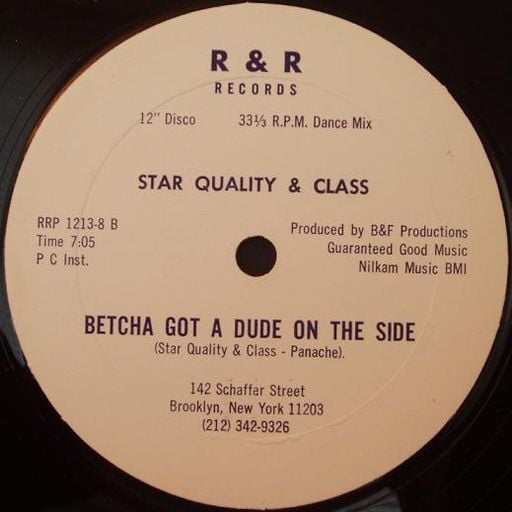 R & R
RECORDS
12" Disco 33⅓ R.P.M. Dance Mix
STAR QUALITY & CLASS
RRP 1213-8 B
Time 7:05
P C Inst.
Produced by B&F Productions
Guaranteed Good Music
Nilkam Music BMI
BETCHA GOT A DUDE ON THE SIDE
(Star Quality & Class - Panache).
142 Schaffer Street
Brooklyn, New York 11203
(212) 342-9326